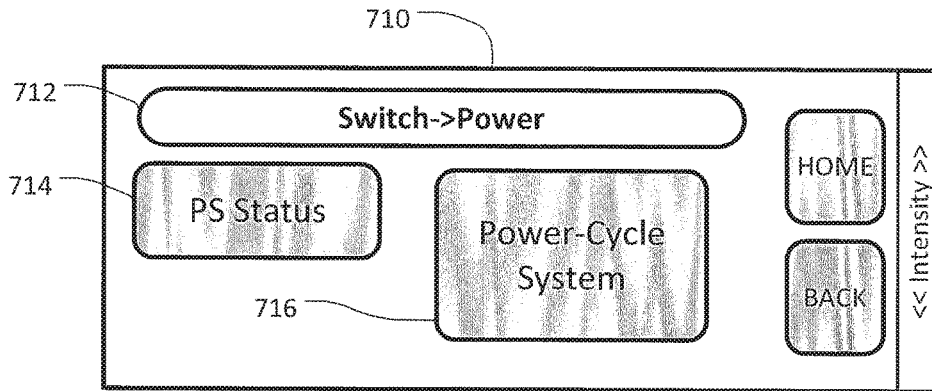 710
712
Switch->Power
714
PS Status
Power-Cycle
System
716
HOME
BACK
<< Intensity >>